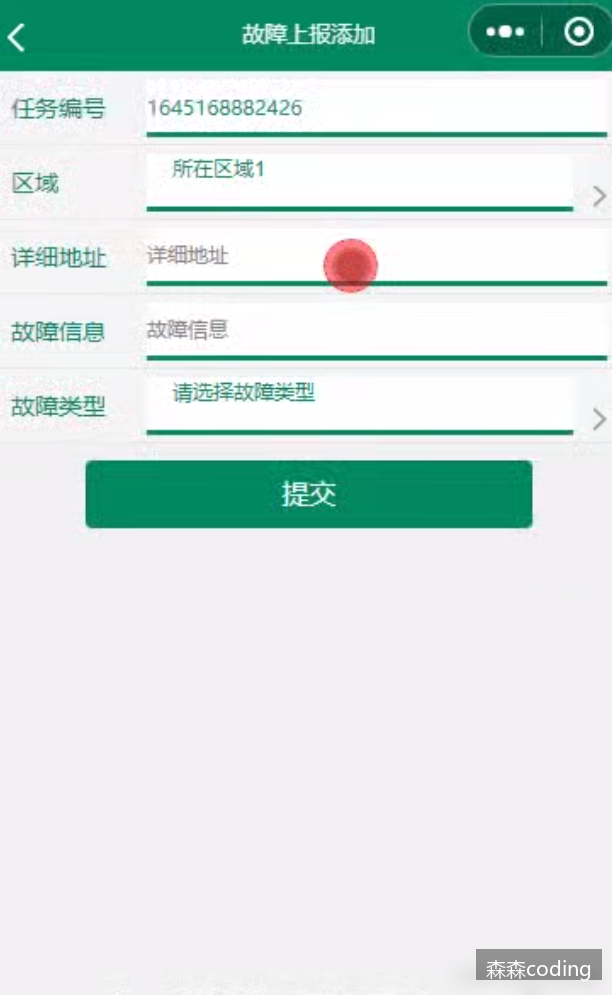 故障上报添加
任务编号 1645168882426
区域 所在区域1
详细地址 详细地址
故障信息 故障信息
故障类型 请选择故障类型
提交
森森coding